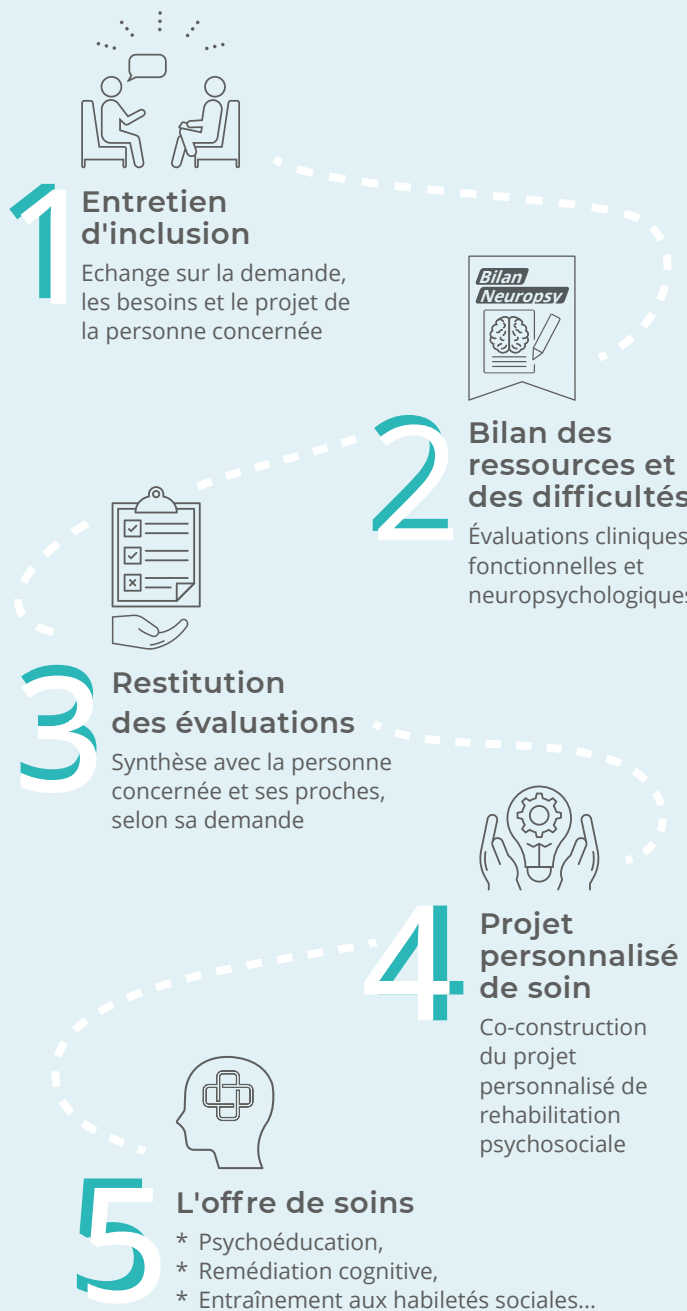 1
Entretien
d'inclusion
Echange sur la demande,
les besoins et le projet de
la personne concernée
Bilan
Neuropsy
2
Bilan des
ressources et
des difficultés
Évaluations cliniques
fonctionnelles et
neuropsychologiques
3
Restitution
des évaluations
Synthèse avec la personne
concernée et ses proches,
selon sa demande
4
Projet
personnalisé
de soin
Co-construction
du projet
personnalisé de
rehabilitation
psychosociale
5
L'offre de soins
* Psychoéducation,
* Remédiation cognitive,
* Entraînement aux habiletés sociales...